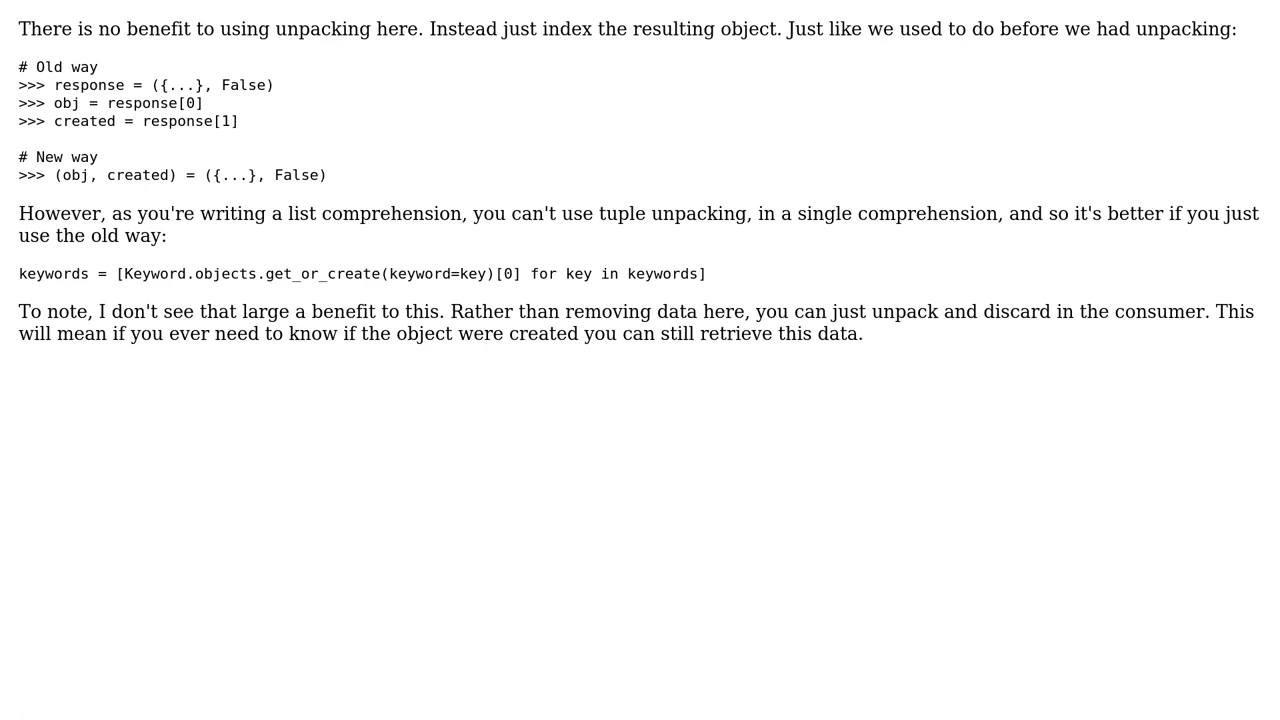 There is no benefit to using unpacking here. Instead just index the resulting object. Just like we used to do before we had unpacking:
# Old way
>>> response = ({...}, False)
>>> obj = response[0]
>>> created = response[1]
# New way
>>> (obj, created) = ({...}, False)
However, as you're writing a list comprehension, you can't use tuple unpacking, in a single comprehension, and so it's better if you just
use the old way:
keywords = [Keyword.objects.get_or_create(keyword=key)[0] for key in keywords]
To note, I don't see that large a benefit to this. Rather than removing data here, you can just unpack and discard in the consumer. This
will mean if you ever need to know if the object were created you can still retrieve this data.